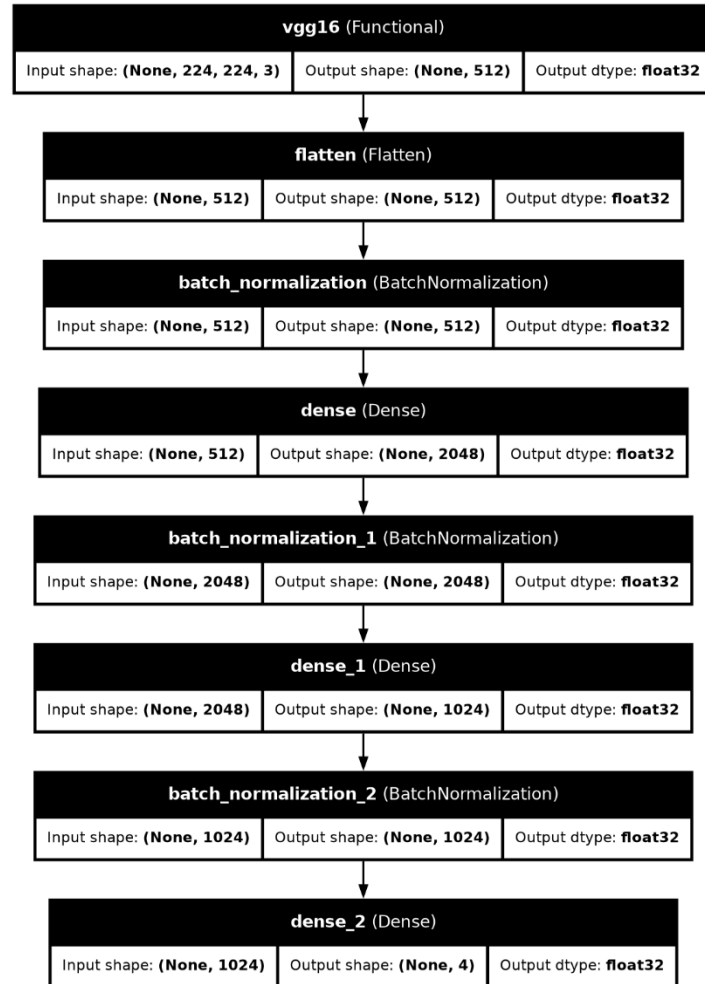 vgg16 (Functional)
Input shape: (None, 224, 224, 3) Output shape: (None, 512) Output dtype: float32
flatten (Flatten)
Input shape: (None, 512) Output shape: (None, 512) Output dtype: float32
batch_normalization (BatchNormalization)
Input shape: (None, 512) Output shape: (None, 512) Output dtype: float32
dense (Dense)
Input shape: (None, 512) Output shape: (None, 2048) Output dtype: float32
batch_normalization_1 (BatchNormalization)
Input shape: (None, 2048) Output shape: (None, 2048) Output dtype: float32
dense_1 (Dense)
Input shape: (None, 2048) Output shape: (None, 1024) Output dtype: float32
batch_normalization_2 (BatchNormalization)
Input shape: (None, 1024) Output shape: (None, 1024) Output dtype: float32
dense_2 (Dense)
Input shape: (None, 1024) Output shape: (None, 4) Output dtype: float32